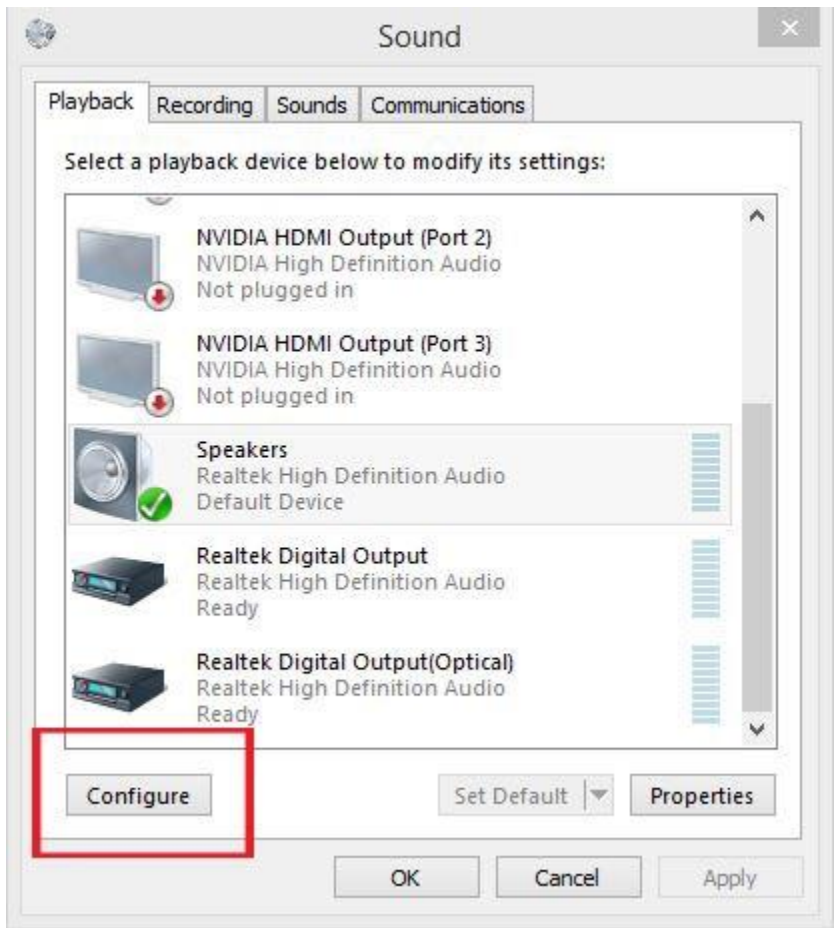 Sound
Playback Recording Sounds Communications
Select a playback device below to modify its settings:
NVIDIA HDMI Output (Port 2)
NVIDIA High Definition Audio
Not plugged in
NVIDIA HDMI Output (Port 3)
NVIDIA High Definition Audio
Not plugged in
Speakers
Realtek High Definition Audio
Default Device
Realtek Digital Output
Realtek High Definition Audio
Ready
Realtek Digital Output(Optical)
Realtek High Definition Audio
Ready
Configure Set Default Properties
OK Cancel Apply